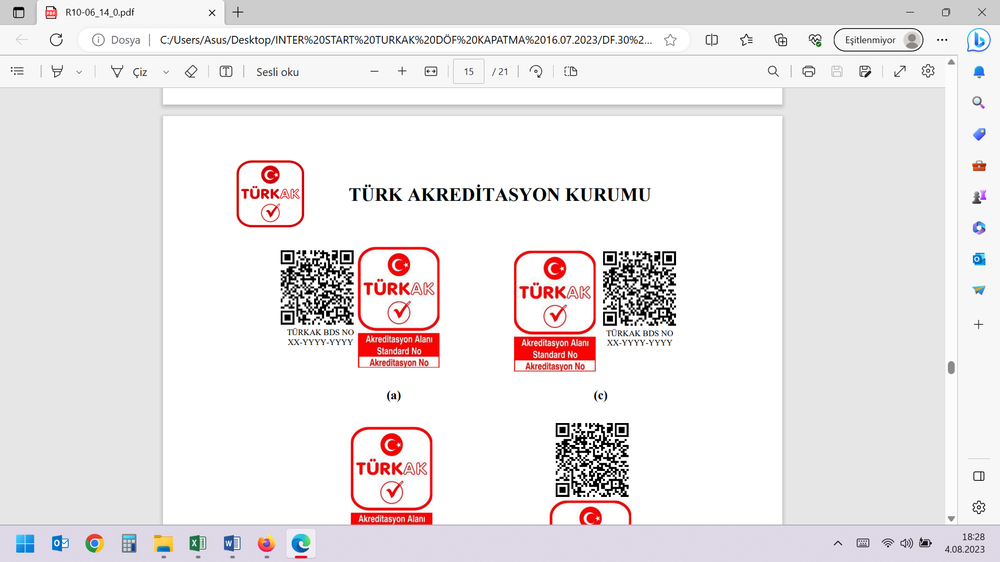 R10-06_14_0.pdf
Dosya
C:/Users/Asus/Desktop/INTER%20START%20TURKAK%20DÖF%20KAPATMA%2016.07.2023/DF.30%2...
Eşitlenmiyor
Çiz
Sesli oku
15 / 21
TÜRKAK
TÜRK AKREDİTASYON KURUMU
TÜRKAK
TÜRKAK BDS NO
XX-YYYY-YYYY
Akreditasyon Alanı
Standard No
Akreditasyon No
TÜRKAK
Akreditasyon Alanı
Standard No
Akreditasyon No
TÜRKAK BDS NO
XX-YYYY-YYYY
(a)
(c)
TÜRKAK
Akreditasyon Alanı
18:28
4.08.2023